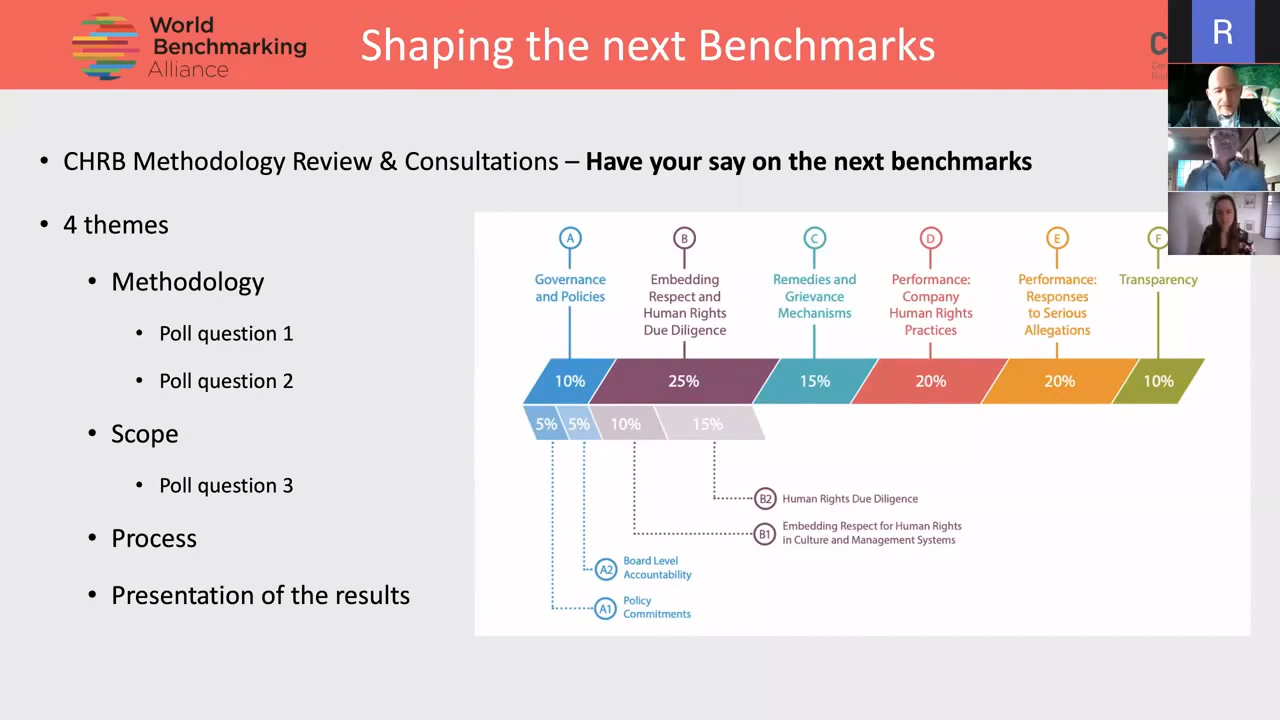 World
Benchmarking
Alliance
Shaping the next Benchmarks
R
• CHRB Methodology Review & Consultations – Have your say on the next benchmarks
• 4 themes
• Methodology
• Poll question 1
• Poll question 2
• Scope
• Poll question 3
• Process
• Presentation of the results
A
Governance
and Policies
B
Embedding
Respect and
Human Rights
Due Diligence
C
Remedies and
Grievance
Mechanisms
D
Performance:
Company
Human Rights
Practices
E
Performance:
Responses
to Serious
Allegations
F
Transparency
10%
25%
15%
20%
20%
10%
5%
5%
10%
15%
B2
Human Rights Due Diligence
B1
Embedding Respect for Human Rights
in Culture and Management Systems
A2
Board Level
Accountability
A1
Policy
Commitments